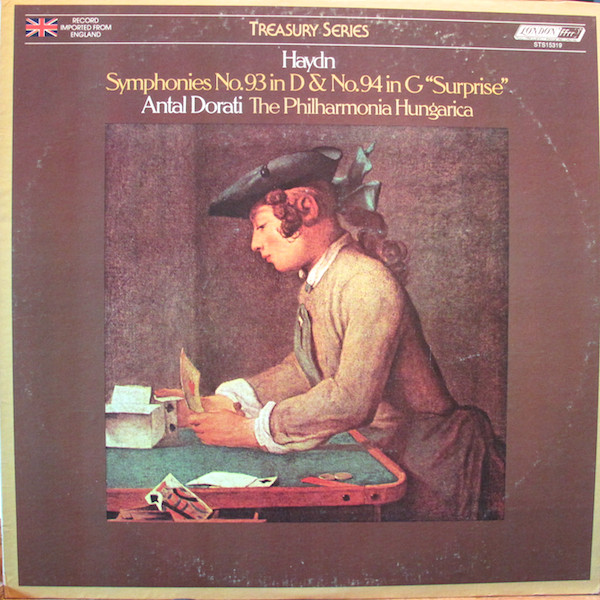 RECORD
IMPORTED FROM
ENGLAND
TREASURY SERIES
LONDON ffrr
STS15319
Haydn
Symphonies No.93 in D & No.94 in G “Surprise”
Antal Dorati The Philharmonia Hungarica